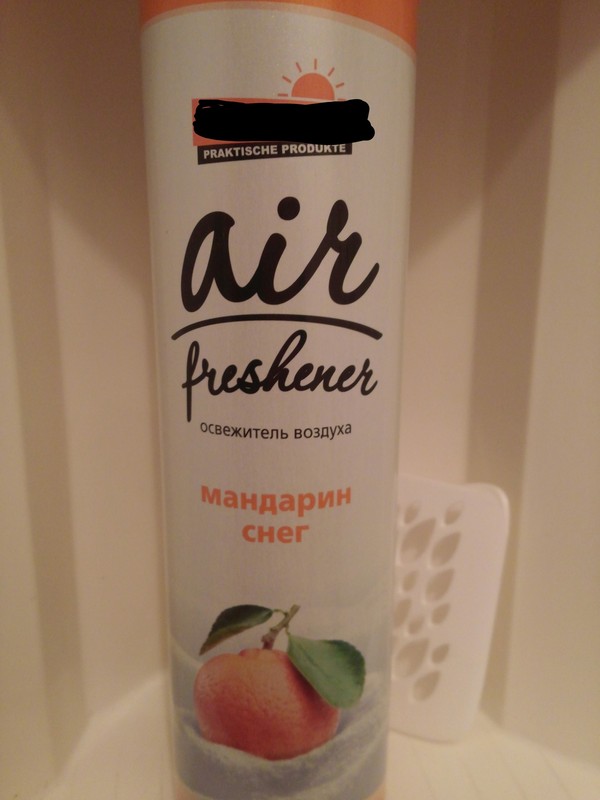 PRAKTISCHE PRODUKTE
air
freshener
освежитель воздуха
мандарин
снег